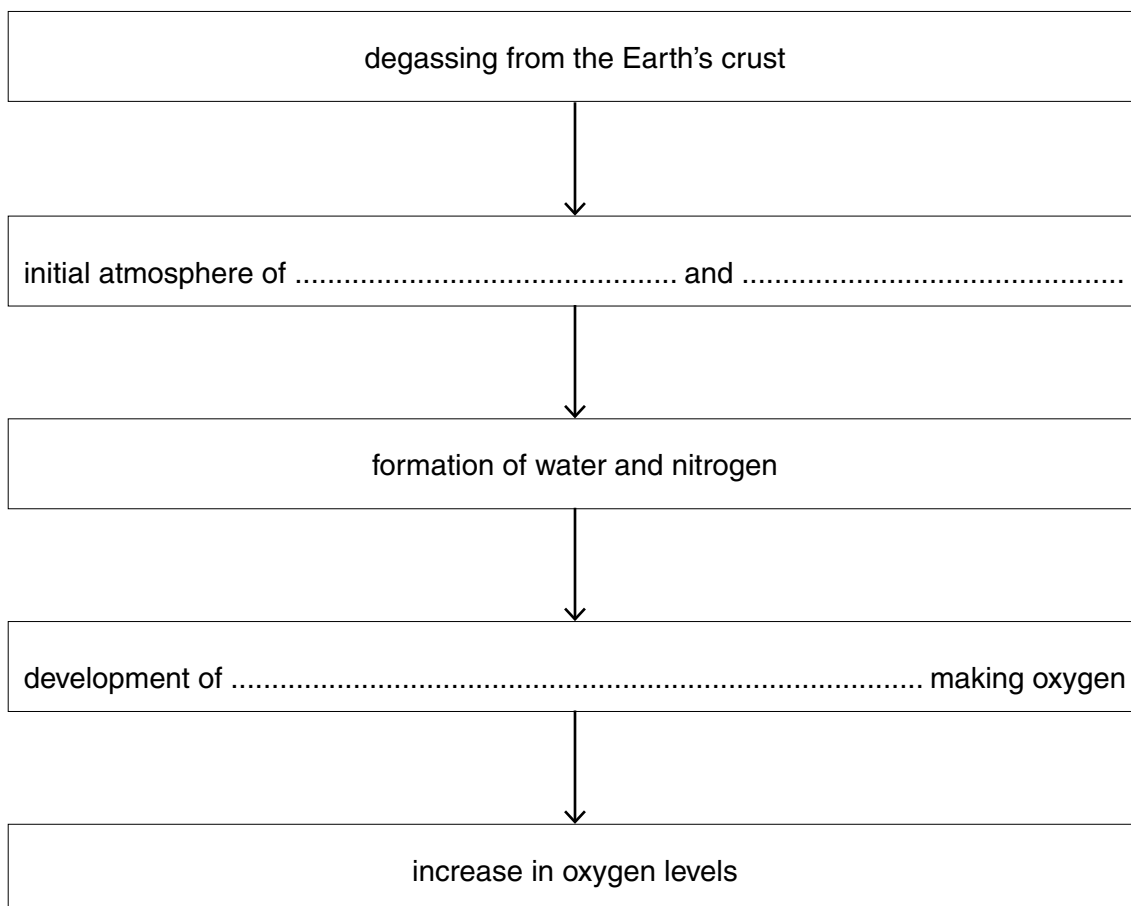 degassing from the Earth’s crust
initial atmosphere of ............................................... and ...............................................
formation of water and nitrogen
development of ...................................................................................... making oxygen
increase in oxygen levels